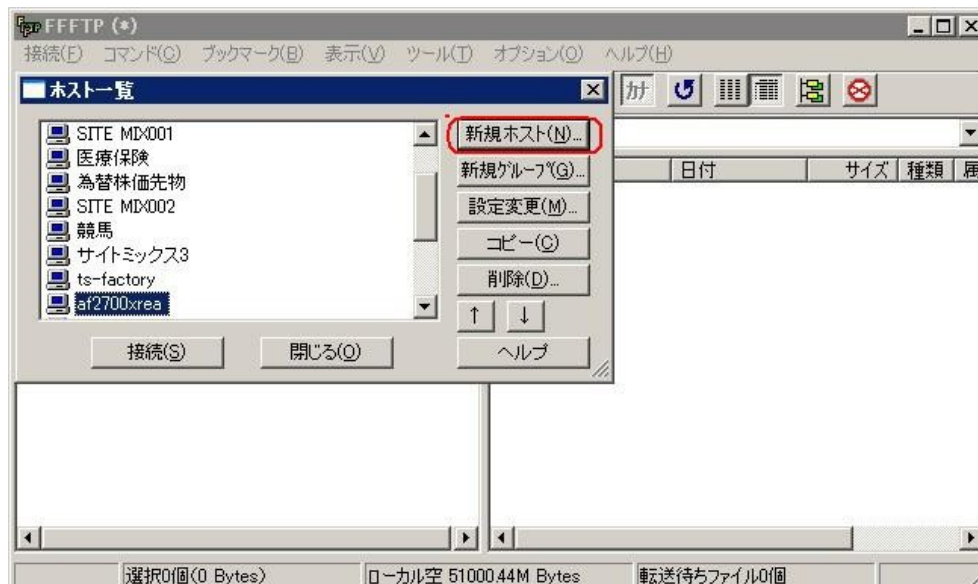 FFFTP (*)
接続(F) コマンド(C) ブックマーク(B) 表示(V) ツール(T) オプション(O) ヘルプ(H)
ホスト一覧
SITE MIX001
医療保険
為替株価先物
SITE MIX002
競馬
サイトミックス3
ts-factory
af2700xrea
新規ホスト(N)...
新規グループ(G)...
設定変更(M)...
コピー(C)
削除(D)...
↑ ↓
接続(S) 閉じる(O) ヘルプ
カナ
日付 サイズ 種類
選択0個(0 Bytes) ローカル空 51000.44M Bytes 転送待ちファイル0個